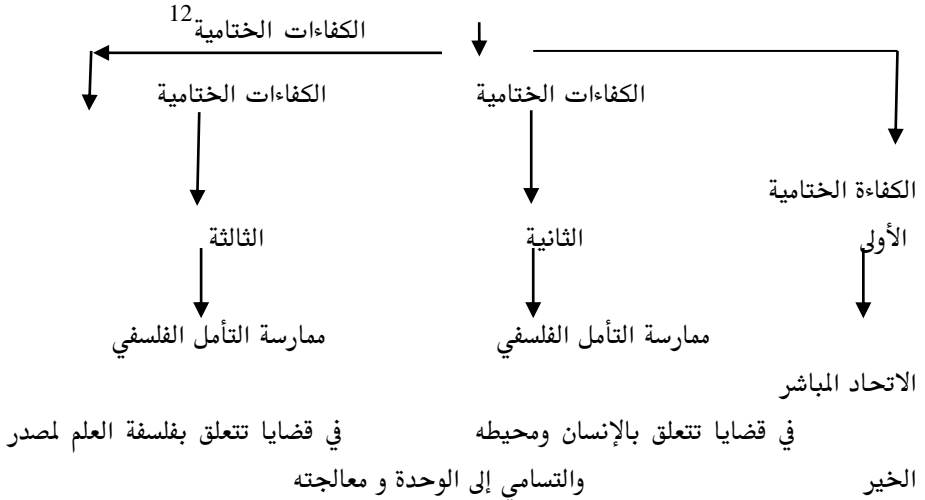 الكفاءات الختامية12
الكفاءات الختامية الكفاءات الختامية
الكفاءة الختامية
الأولى الثانية الثالثة
ممارسة التأمل الفلسفي ممارسة التأمل الفلسفي
الاتحاد المباشر
في قضايا تتعلق بالإنسان ومحيطه في قضايا تتعلق بفلسفة العلم لمصدر
الخير والتسامي إلى الوحدة و معالجته